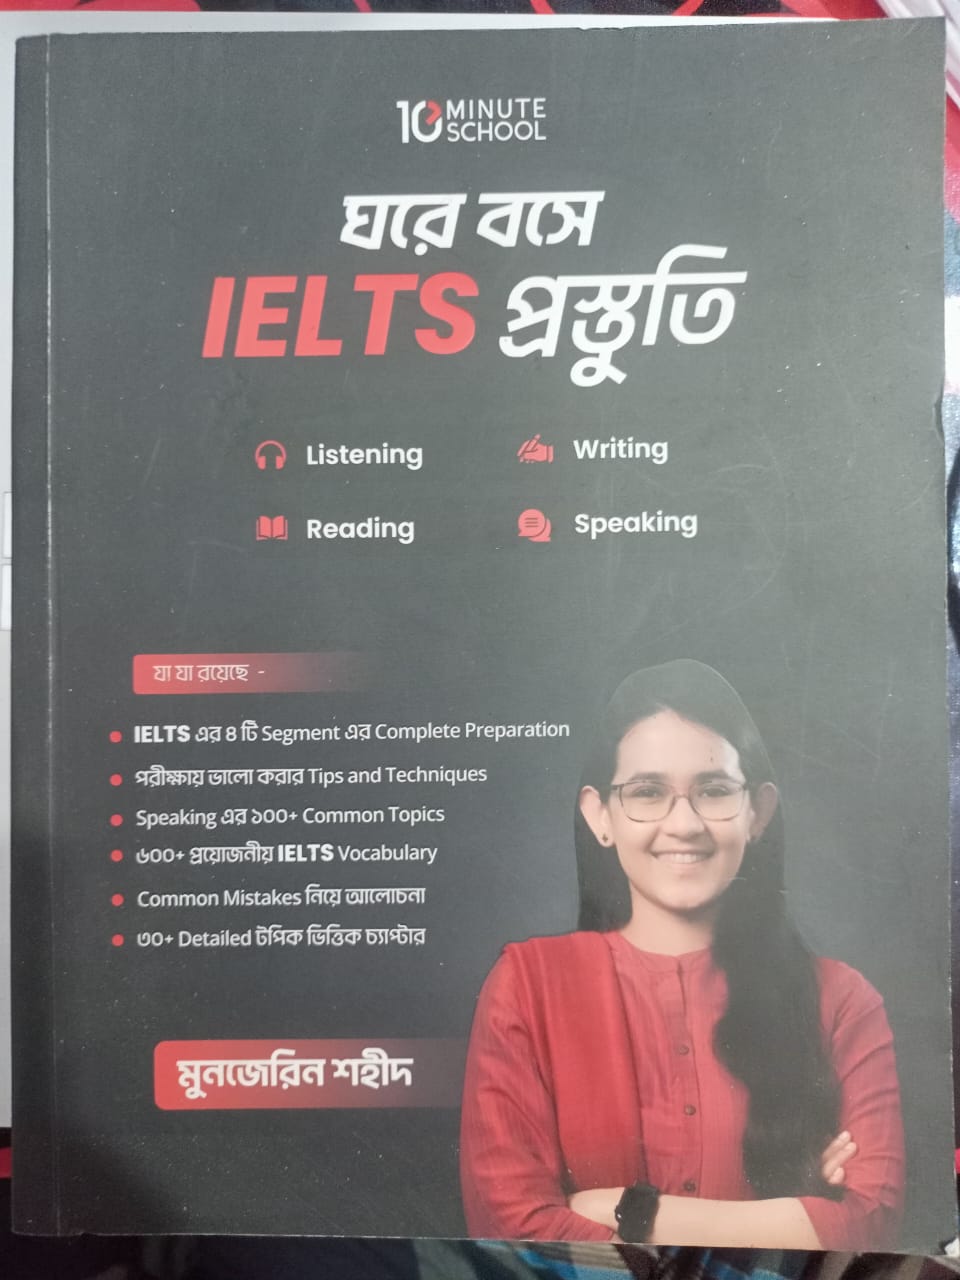 10 MINUTE SCHOOL
ঘরে বসে
IELTS প্রস্তুতি
Listening
Writing
Reading
Speaking
যা যা রয়েছে -
IELTS এর ৪ টি Segment এর Complete Preparation
পরীক্ষায় ভালো করার Tips and Techniques
Speaking এর ১০০+ Common Topics
৬০০+ প্রয়োজনীয় IELTS Vocabulary
Common Mistakes নিয়ে আলোচনা
৩০+ Detailed টপিক ভিত্তিক চ্যাপ্টার
মুনজেরিন শহীদ